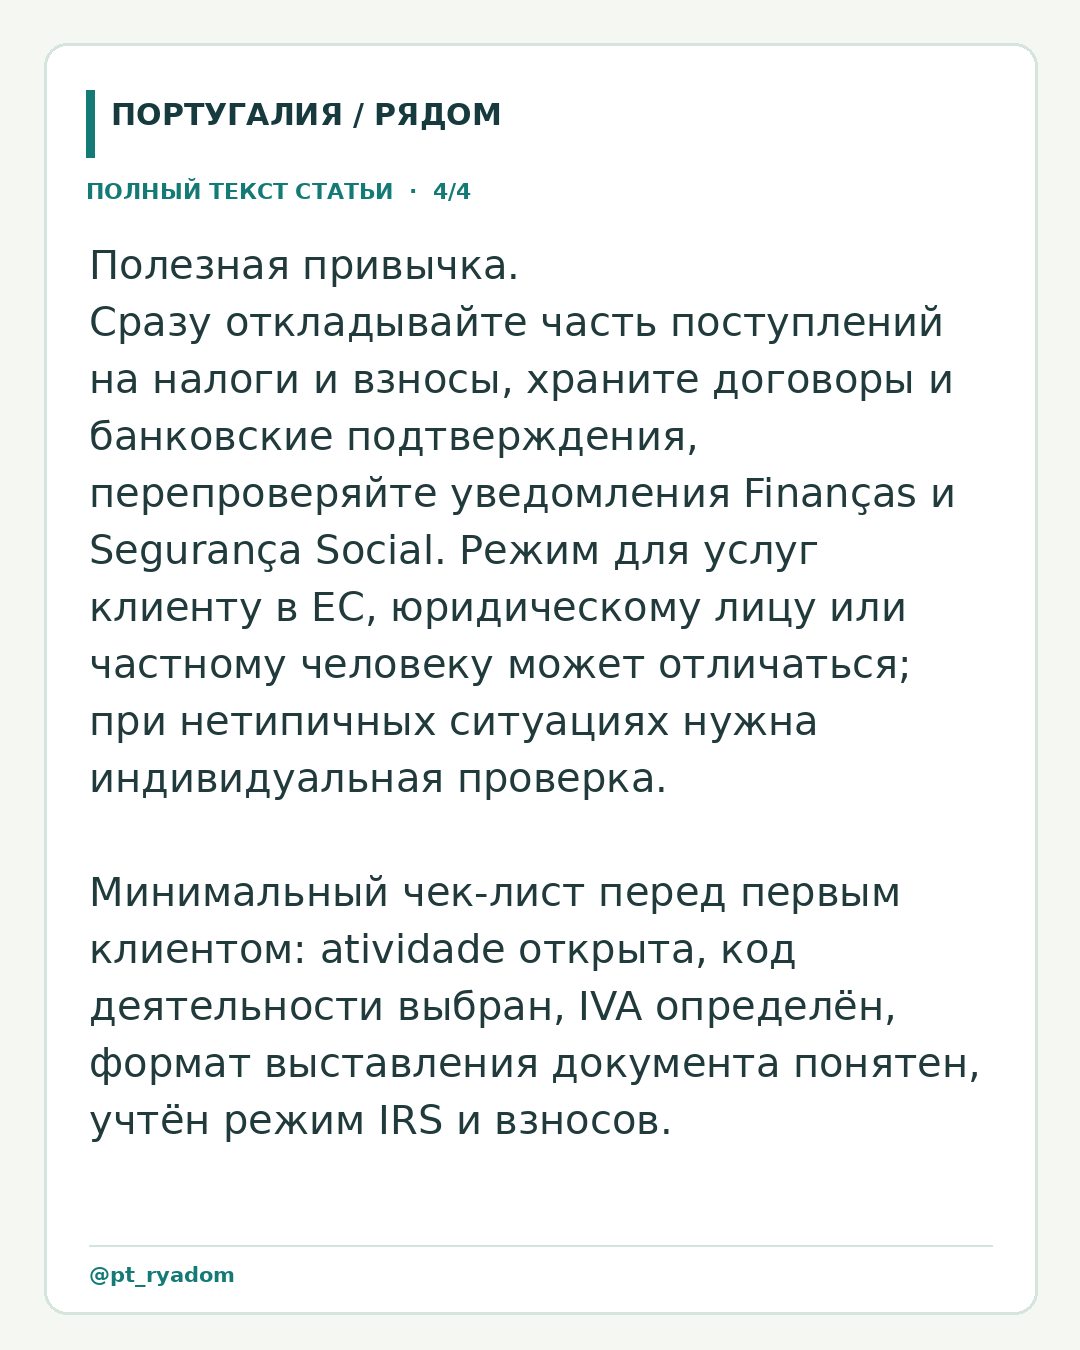 ПОРТУГАЛИЯ / РЯДОМ
ПОЛНЫЙ ТЕКСТ СТАТЬИ · 4/4
Полезная привычка.
Сразу откладывайте часть поступлений
на налоги и взносы, храните договоры и
банковские подтверждения,
перепроверяйте уведомления Finanças и
Segurança Social. Режим для услуг
клиенту в ЕС, юридическому лицу или
частному человеку может отличаться;
при нетипичных ситуациях нужна
индивидуальная проверка.
Минимальный чек-лист перед первым
клиентом: atividade открыта, код
деятельности выбран, IVA определён,
формат выставления документа понятен,
учтён режим IRS и взносов.
@pt_ryadom